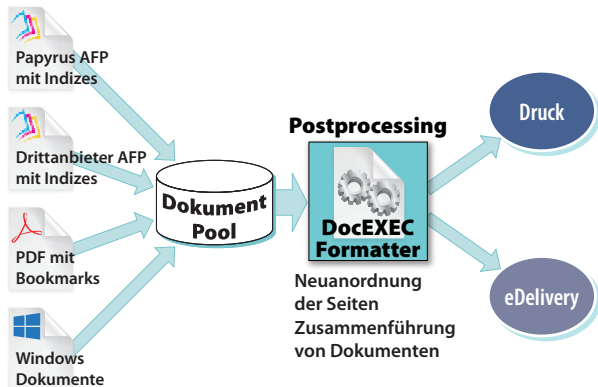 Papyrus AFP
mit Indizes
Drittanbieter AFP
mit Indizes
PDF mit
Bookmarks
Windows
Dokumente
Dokument
Pool
Postprocessing
DocEXEC
Formatter
Neuanordnung
der Seiten
Zusammenführung
von Dokumenten
Druck
eDelivery